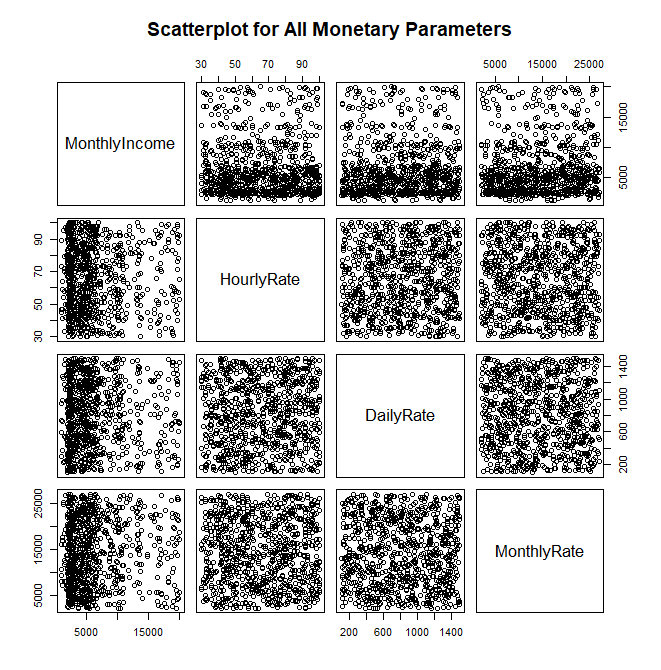 Scatterplot for All Monetary Parameters
30 50 70 90
5000 15000 25000
MonthlyIncome
5000 15000
HourlyRate
30 50 70 90
DailyRate
200 600 1000 1400
MonthlyRate
5000 15000 25000
5000 15000
200 600 1000 1400